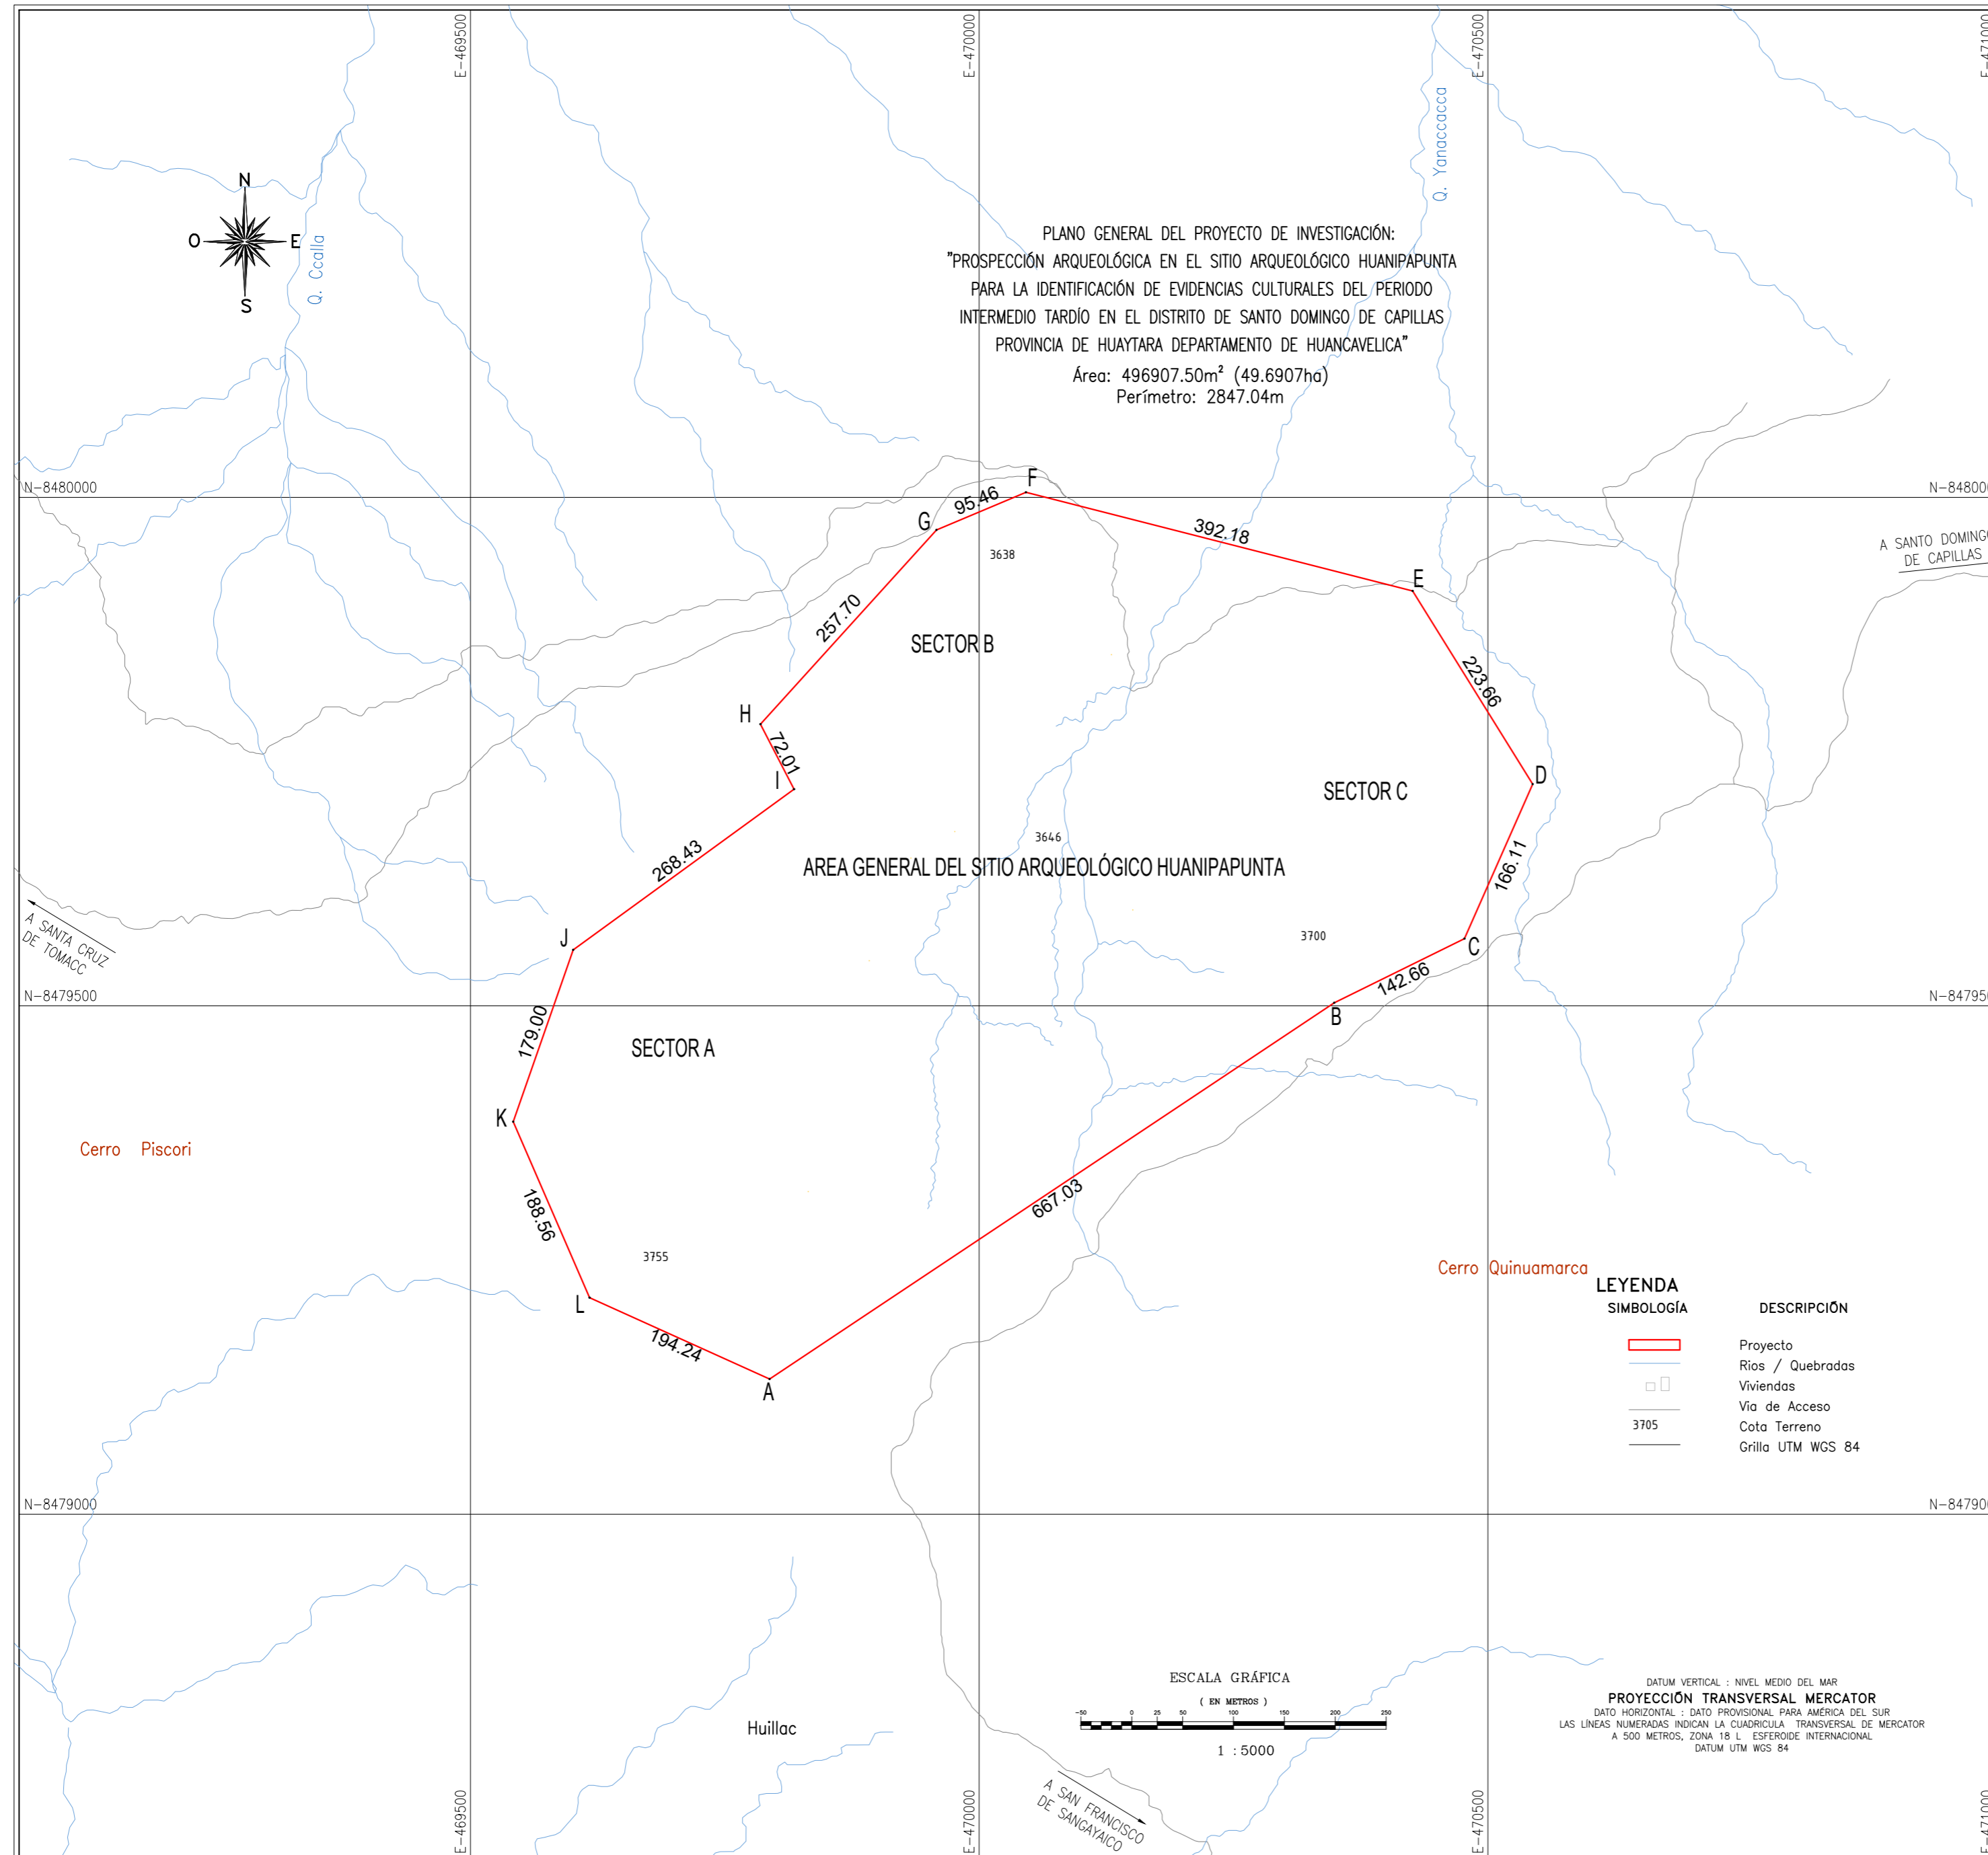 E-469500
E-470000
E-470500
E-471000
Q. Yanaccacca
N
O
E
S
Q. Ccalla
PLANO GENERAL DEL PROYECTO DE INVESTIGACIÓN:
"PROSPECCIÓN ARQUEOLÓGICA EN EL SITIO ARQUEOLÓGICO HUANIPAPUNTA
PARA LA IDENTIFICACIÓN DE EVIDENCIAS CULTURALES DEL PERIODO
INTERMEDIO TARDÍO EN EL DISTRITO DE SANTO DOMINGO DE CAPILLAS
PROVINCIA DE HUAYTARA DEPARTAMENTO DE HUANCAVELICA"
Área: 496907.50m² (49.6907ha)
Perímetro: 2847.04m
N-8480000
N-848000
F
95.46
G
392.18
3638
A SANTO DOMINGO
DE CAPILLAS
E
257.70
SECTOR B
223.66
H
72.01
I
D
SECTOR C
3646
268.43
AREA GENERAL DEL SITIO ARQUEOLÓGICO HUANIPAPUNTA
166.11
A SANTA CRUZ
DE TOMACC
J
3700
C
142.66
N-8479500
N-847950
B
179.00
SECTOR A
K
Cerro Piscori
188.56
667.03
3755
Cerro Quinuamarca
L
194.24
A
LEYENDA
SIMBOLOGÍA DESCRIPCIÓN
Proyecto
Rios / Quebradas
Viviendas
Via de Acceso
3705 Cota Terreno
Grilla UTM WGS 84
N-8479000
N-847900
ESCALA GRÁFICA
( EN METROS )
-50 0 25 50 100 150 200 250
1 : 5000
Huillac
A SAN FRANCISCO
DE SANGAYAICO
DATUM VERTICAL : NIVEL MEDIO DEL MAR
PROYECCIÓN TRANSVERSAL MERCATOR
DATO HORIZONTAL : DATO PROVISIONAL PARA AMÉRICA DEL SUR
LAS LÍNEAS NUMERADAS INDICAN LA CUADRICULA TRANSVERSAL DE MERCATOR
A 500 METROS, ZONA 18 L ESFEROIDE INTERNACIONAL
DATUM UTM WGS 84
E-469500
E-470000
E-470500
E-471000